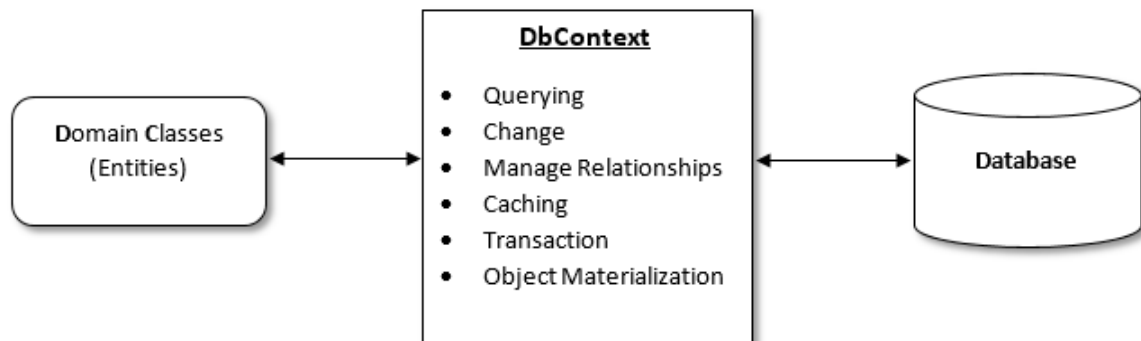 Domain Classes
(Entities)
DbContext
• Querying
• Change
• Manage Relationships
• Caching
• Transaction
• Object Materialization
Database